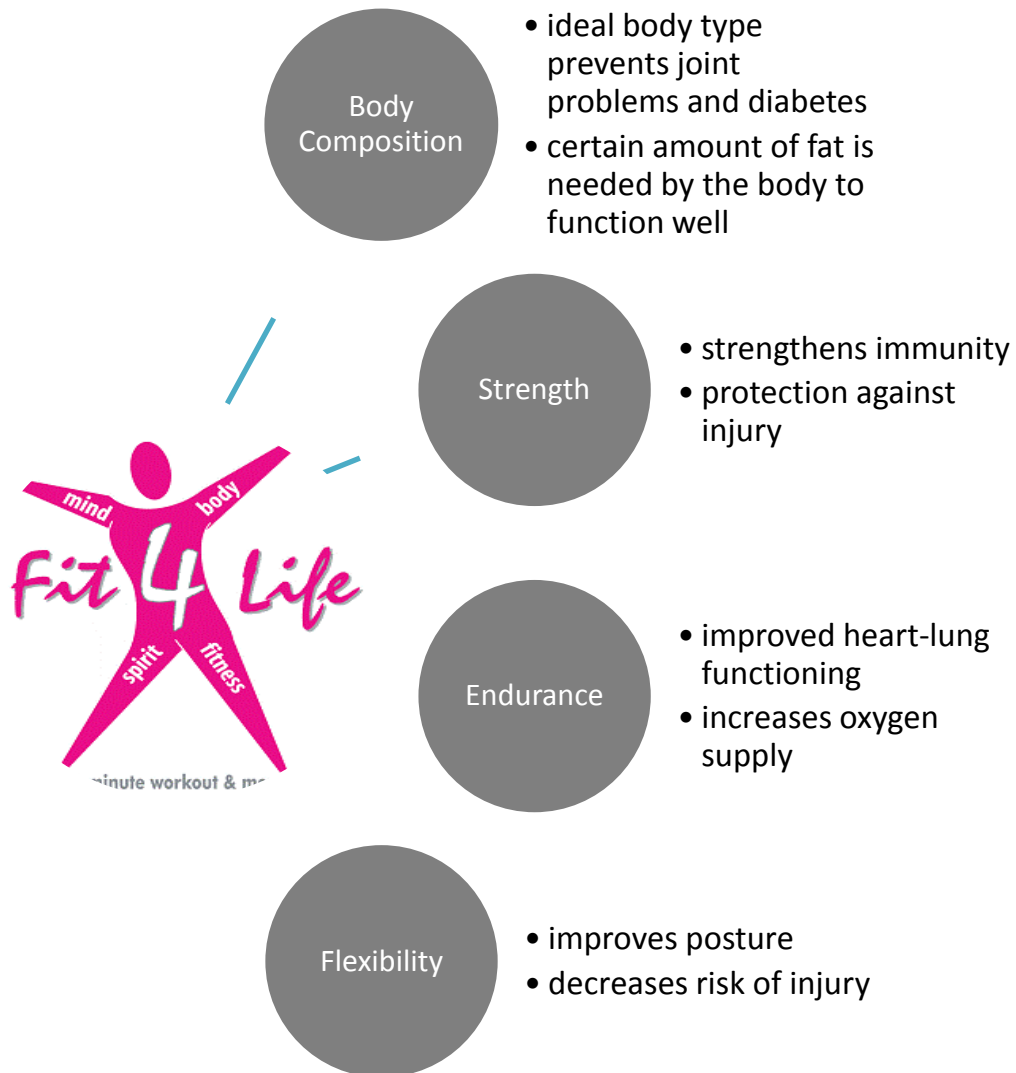 Body
Composition
• ideal body type
prevents joint
problems and diabetes
• certain amount of fat is
needed by the body to
function well
Strength
• strengthens immunity
• protection against
injury
mind
body
Fit 4 Life
spirit
fitness
minute workout &
Endurance
• improved heart-lung
functioning
• increases oxygen
supply
Flexibility
• improves posture
• decreases risk of injury